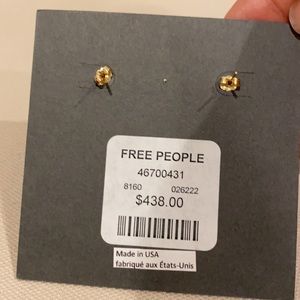 FREE PEOPLE
46700431
8160 026222
$438.00
Made in USA
fabriqué aux États-Unis